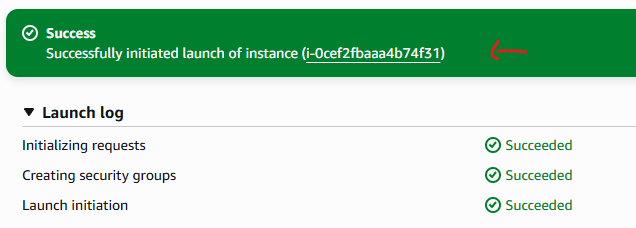 Success
Successfully initiated launch of instance (i-0cef2fbaaa4b74f31)
Launch log
Initializing requests Succeeded
Creating security groups Succeeded
Launch initiation Succeeded